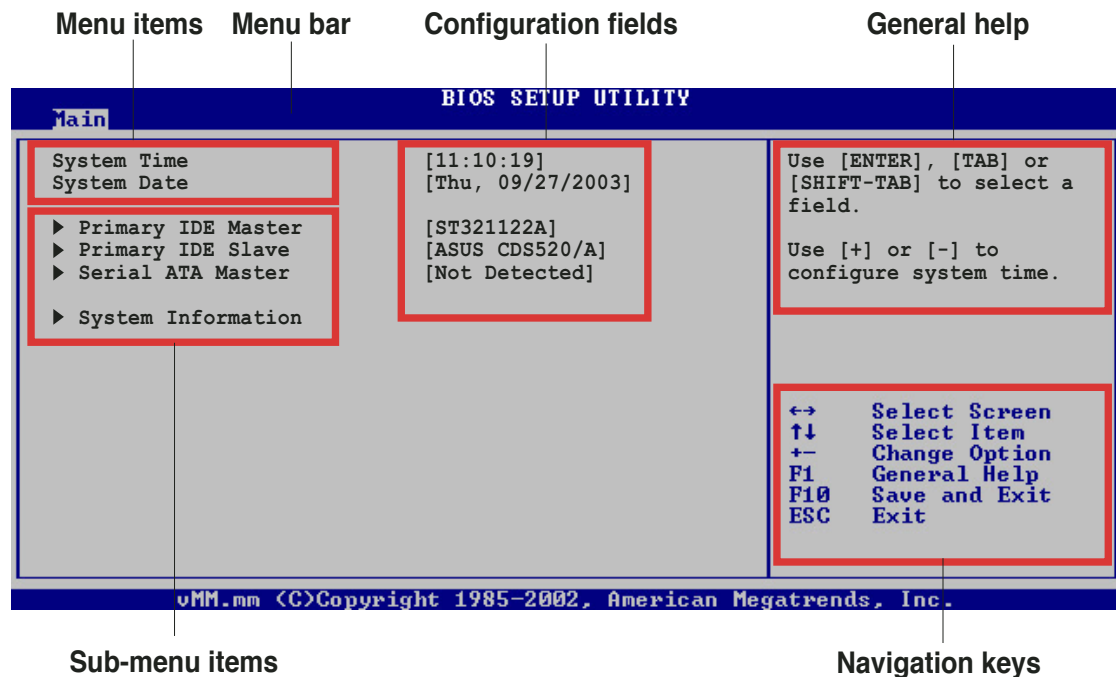 Menu items Menu bar Configuration fields General help
BIOS SETUP UTILITY
Main
System Time [11:10:19]
System Date [Thu, 09/27/2003]
▶ Primary IDE Master [ST321122A]
▶ Primary IDE Slave [ASUS CDS520/A]
▶ Serial ATA Master [Not Detected]
▶ System Information
Use [ENTER], [TAB] or
[SHIFT-TAB] to select a
field.
Use [+] or [-] to
configure system time.
←→ Select Screen
↑↓ Select Item
+- Change Option
F1 General Help
F10 Save and Exit
ESC Exit
vMM.mm (C)Copyright 1985-2002, American Megatrends, Inc.
Sub-menu items Navigation keys